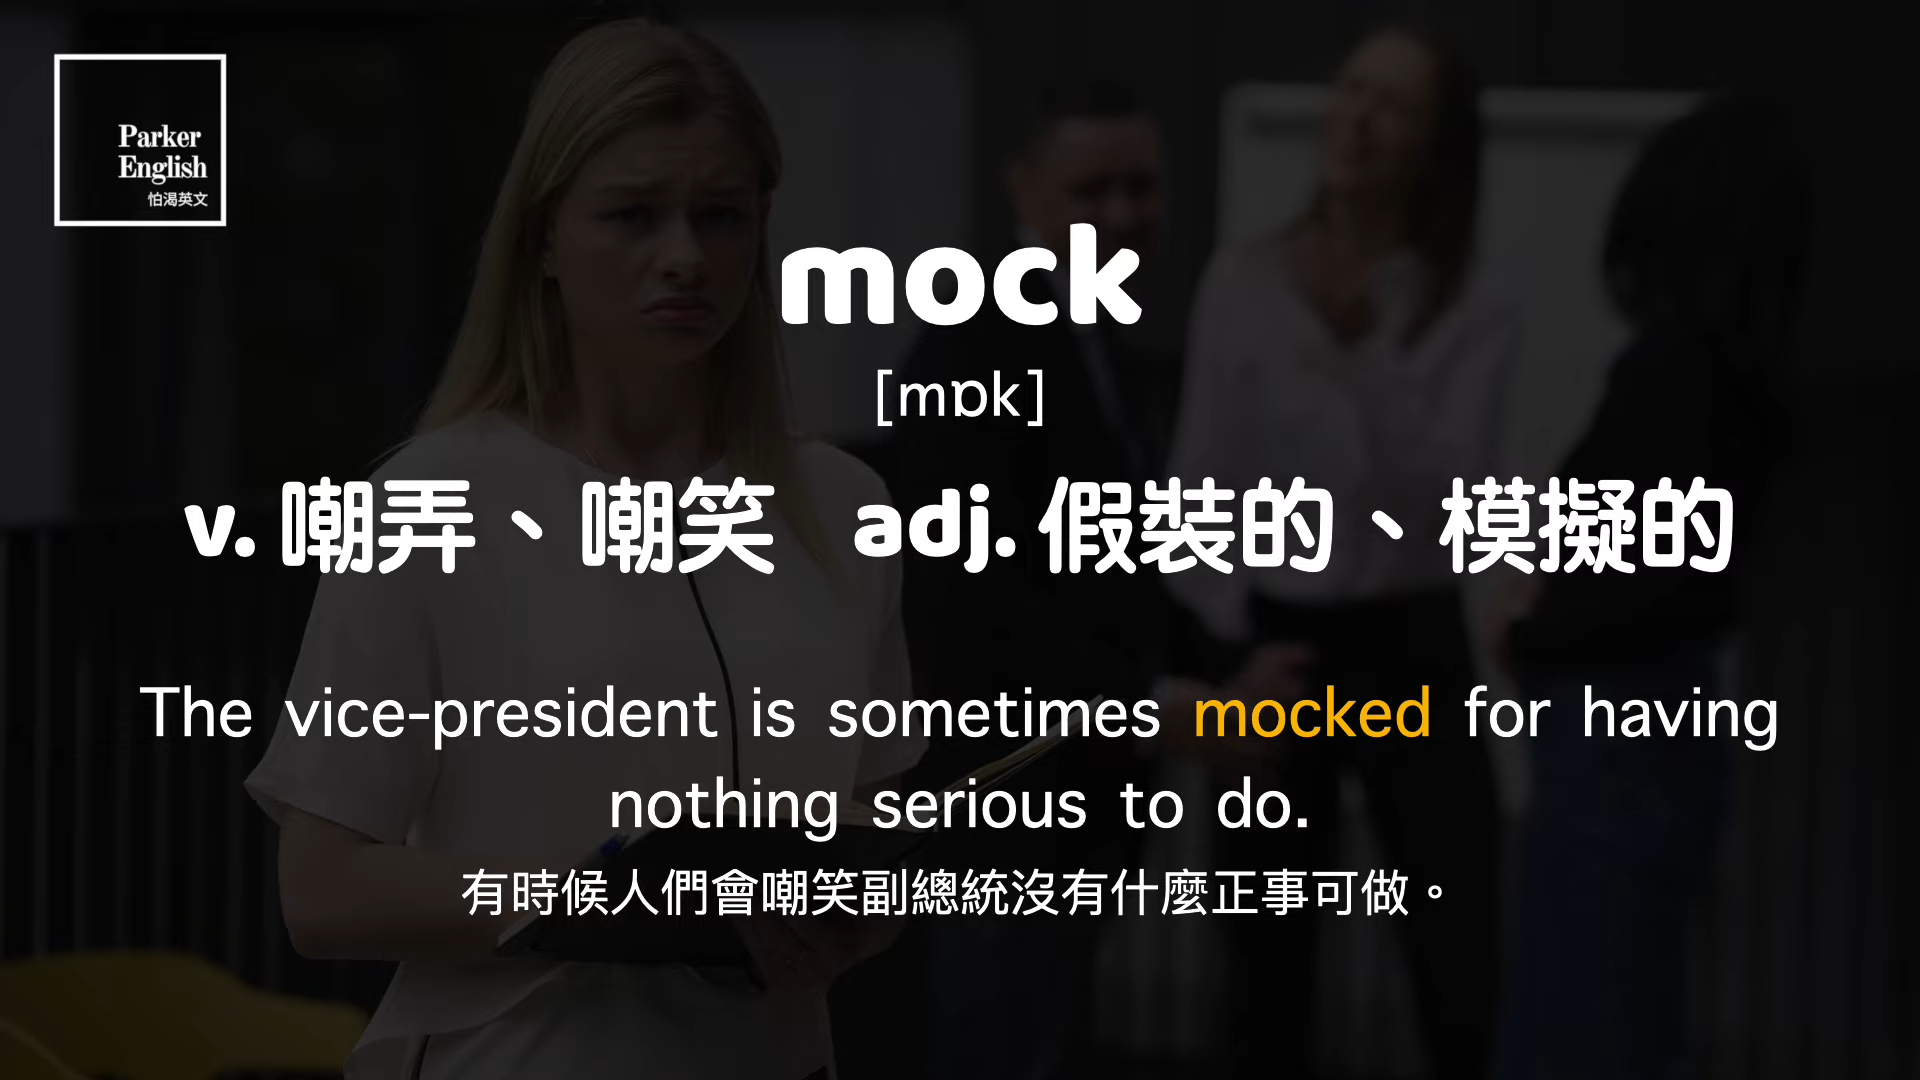 Parker
English
怕渴英文
mock
[mɒk]
v. 嘲弄、嘲笑 adj. 假裝的、模擬的
The vice-president is sometimes mocked for having
nothing serious to do.
有時候人們會嘲笑副總統沒有什麼正事可做。